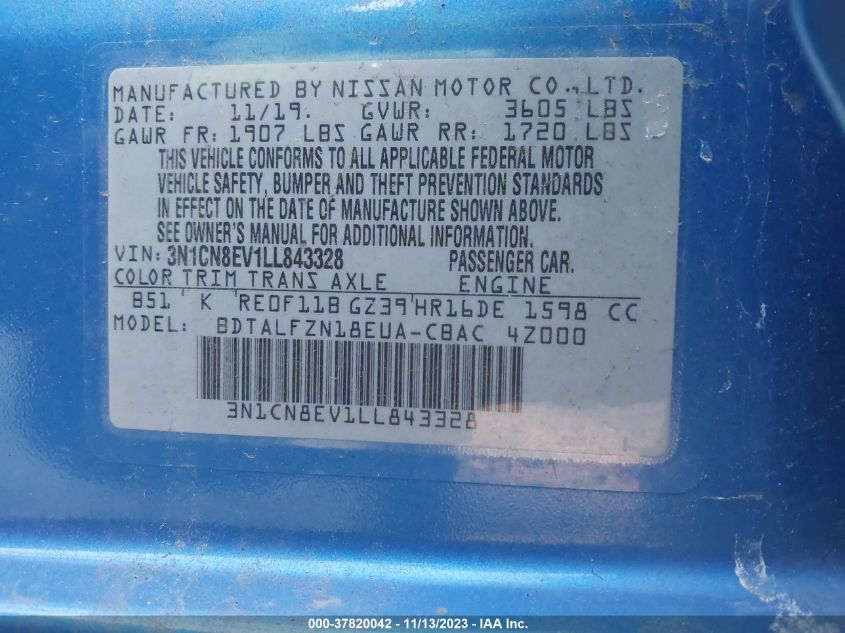 MANUFACTURED BY NISSAN MOTOR CO., LTD.
DATE: 11/19. GVWR: 3605 LBS
GAWR FR: 1907 LBS GAWR RR: 1720 LBS
THIS VEHICLE CONFORMS TO ALL APPLICABLE FEDERAL MOTOR
VEHICLE SAFETY, BUMPER AND THEFT PREVENTION STANDARDS
IN EFFECT ON THE DATE OF MANUFACTURE SHOWN ABOVE.
SEE OWNER'S MANUAL FOR ADDITIONAL INFORMATION.
VIN: 3N1CN8EV1LL843328 PASSENGER CAR.
COLOR TRIM TRANS AXLE ENGINE
B51 K RE0F11B GZ39 HR16DE 1598 CC
MODEL: BDTALFZN18EUA-CBAC 4Z000
3N1CN8EV1LL843328
000-37820042 - 11/13/2023 - IAA Inc.